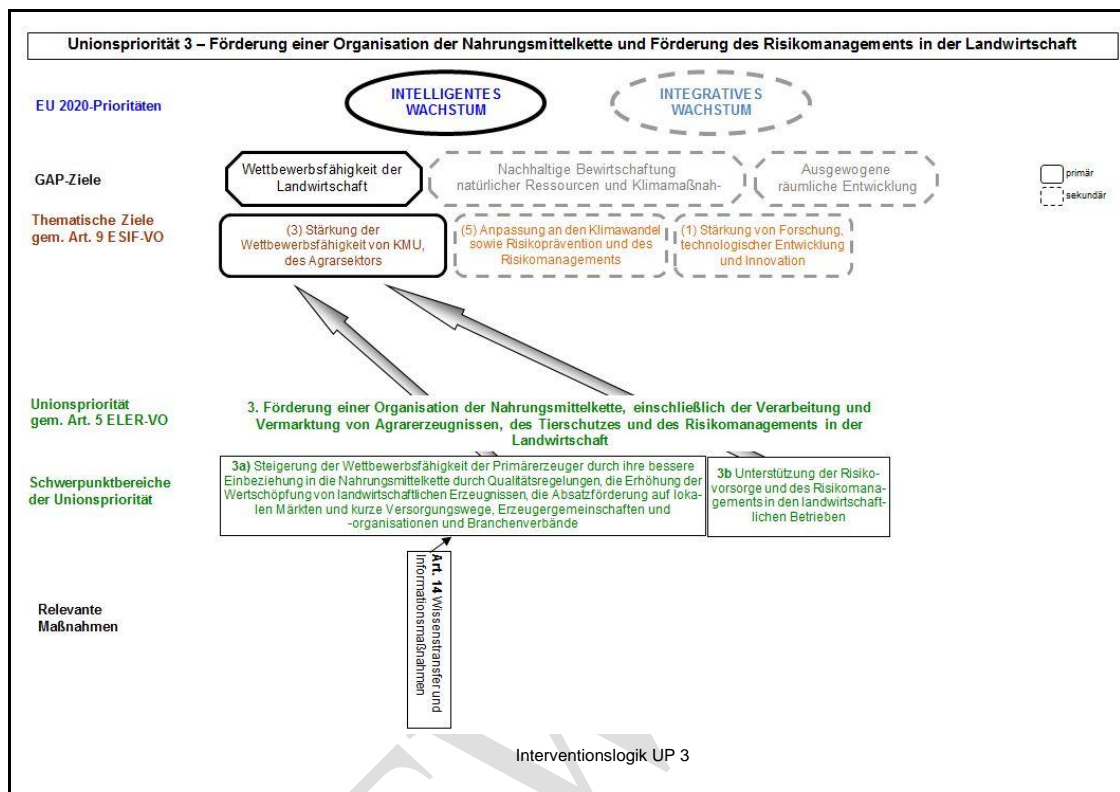 Unionspriorität 3 – Förderung einer Organisation der Nahrungsmittelkette und Förderung des Risikomanagements in der Landwirtschaft
EU 2020-Prioritäten
INTELLIGENTES
WACHSTUM
INTEGRATIVES
WACHSTUM
GAP-Ziele
Wettbewerbsfähigkeit der
Landwirtschaft
Nachhaltige Bewirtschaftung
natürlicher Ressourcen und Klimamaßnah-
Ausgewogene
räumliche Entwicklung
primär
sekundär
Thematische Ziele
gem. Art. 9 ESIF-VO
(3) Stärkung der
Wettbewerbsfähigkeit von KMU,
des Agrarsektors
(5) Anpassung an den Klimawandel
sowie Risikoprävention und des
Risikomanagements
(1) Stärkung von Forschung,
technologischer Entwicklung
und Innovation
Unionspriorität
gem. Art. 5 ELER-VO
3. Förderung einer Organisation der Nahrungsmittelkette, einschließlich der Verarbeitung und
Vermarktung von Agrarerzeugnissen, des Tierschutzes und des Risikomanagements in der
Landwirtschaft
Schwerpunktbereiche
der Unionspriorität
3a) Steigerung der Wettbewerbsfähigkeit der Primärerzeuger durch ihre bessere
Einbeziehung in die Nahrungsmittelkette durch Qualitätsregelungen, die Erhöhung der
Wertschöpfung von landwirtschaftlichen Erzeugnissen, die Absatzförderung auf loka-
len Märkten und kurze Versorgungswege, Erzeugergemeinschaften und
-organisationen und Branchenverbände
3b Unterstützung der Risiko-
vorsorge und des Risikomana-
gements in den landwirtschaft-
lichen Betrieben
Relevante
Maßnahmen
Art. 14 Wissenstransfer und
Informationsmaßnahmen
Interventionslogik UP 3